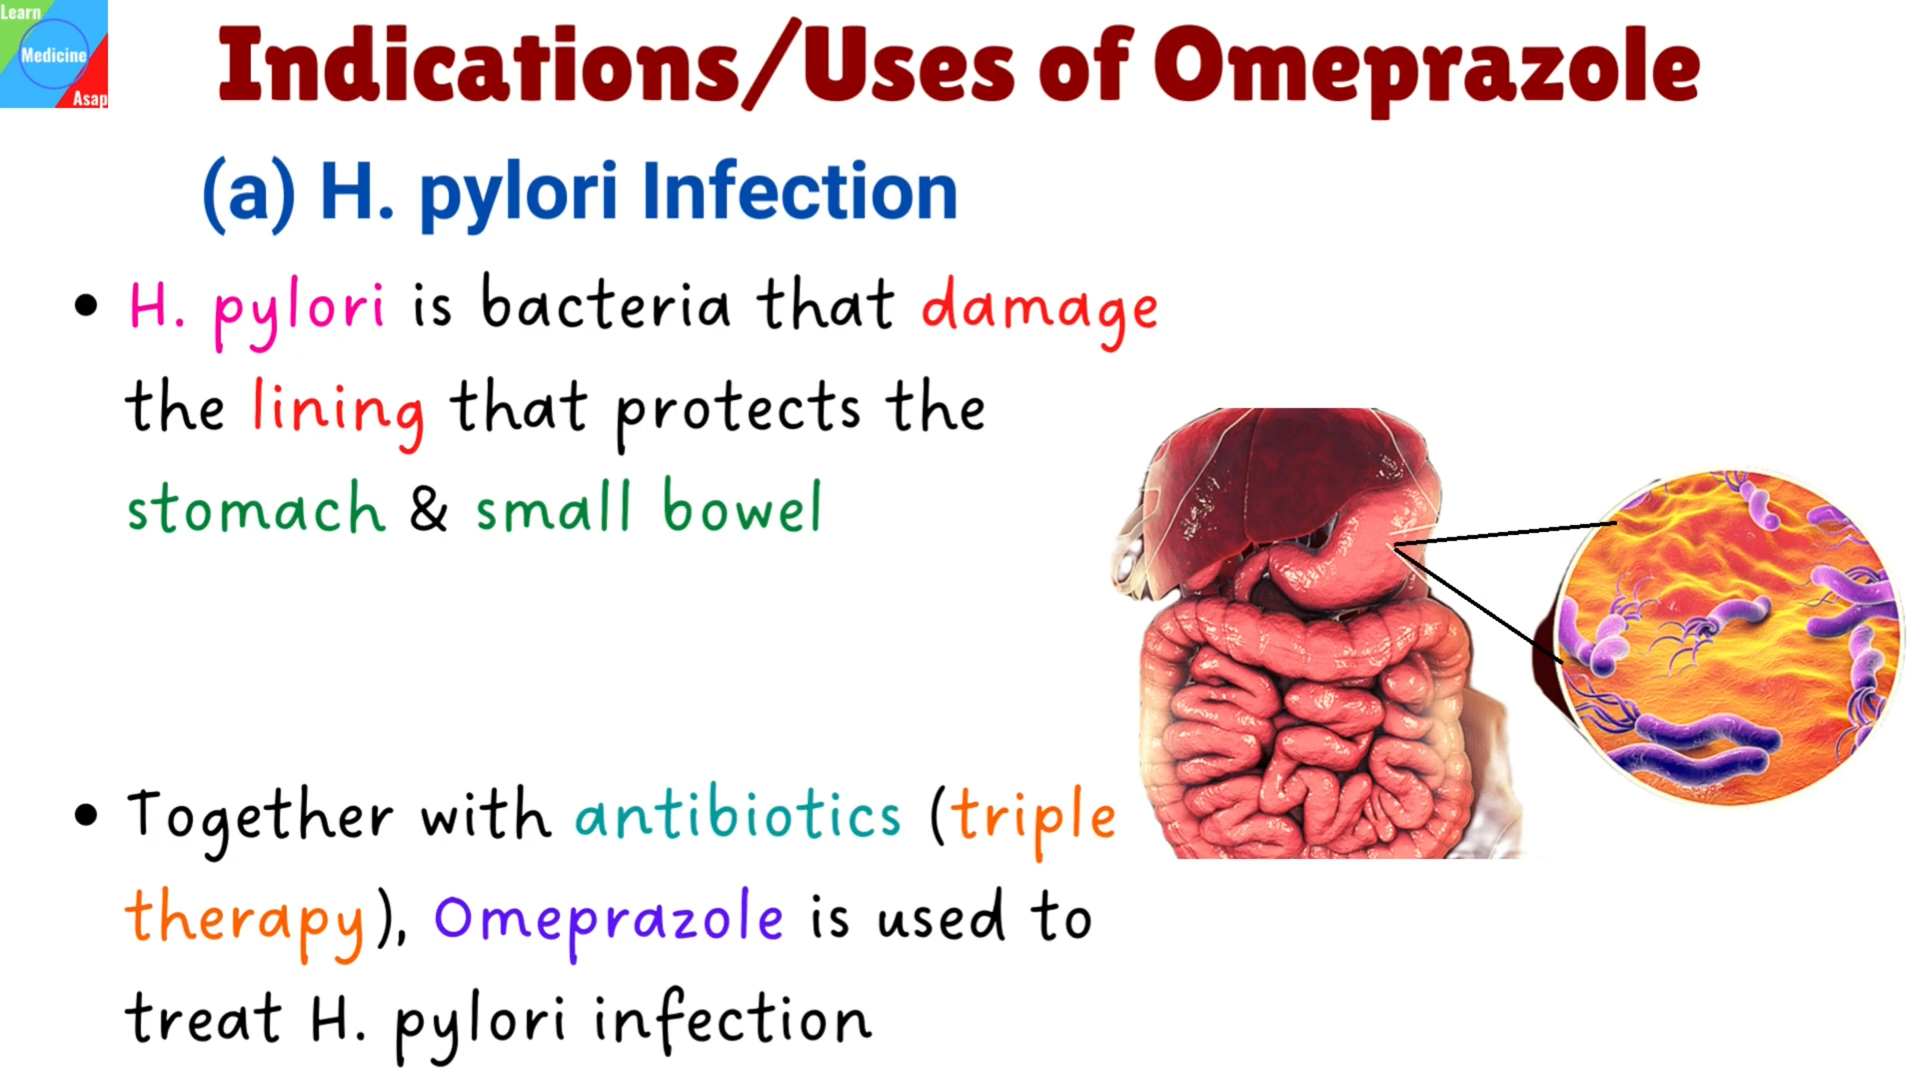 Learn
Medicine
Asap
Indications/Uses of Omeprazole
(a) H. pylori Infection
• H. pylori is bacteria that damage
the lining that protects the
stomach & small bowel
• Together with antibiotics (triple
therapy), Omeprazole is used to
treat H. pylori infection